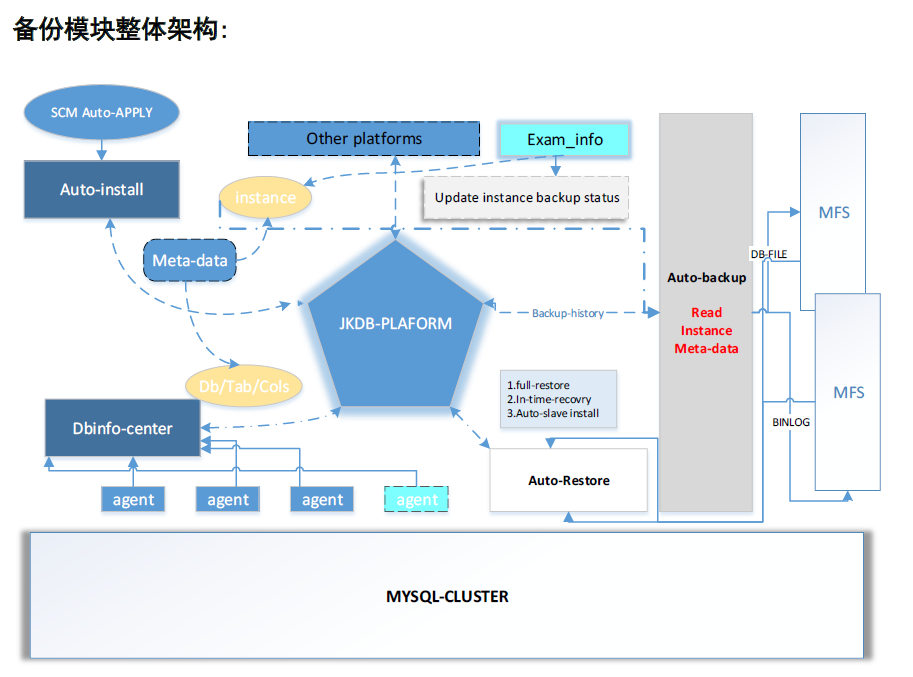 备份模块整体架构:
SCM Auto-APPLY
Other platforms
Exam_info
Auto-install
instance
Update instance backup status
MFS
Meta-data
DB-FILE
Auto-backup
JKDB-PLAFORM
Backup-history
Read
Instance
Meta-data
Db/Tab/Cols
1.full-restore
2.In-time-recovry
3.Auto-slave install
MFS
Dbinfo-center
BINLOG
Auto-Restore
agent
agent
agent
agent
MYSQL-CLUSTER